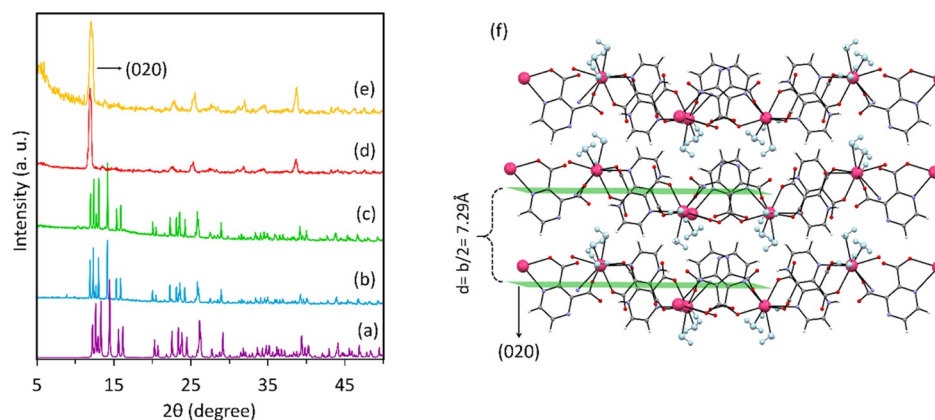 (f)
(020)
(e)
(d)
(c)
(b)
(a)
Intensity (a. u.)
5 15 25 35 45
2θ (degree)
d= b/2= 7.29Å
(020)